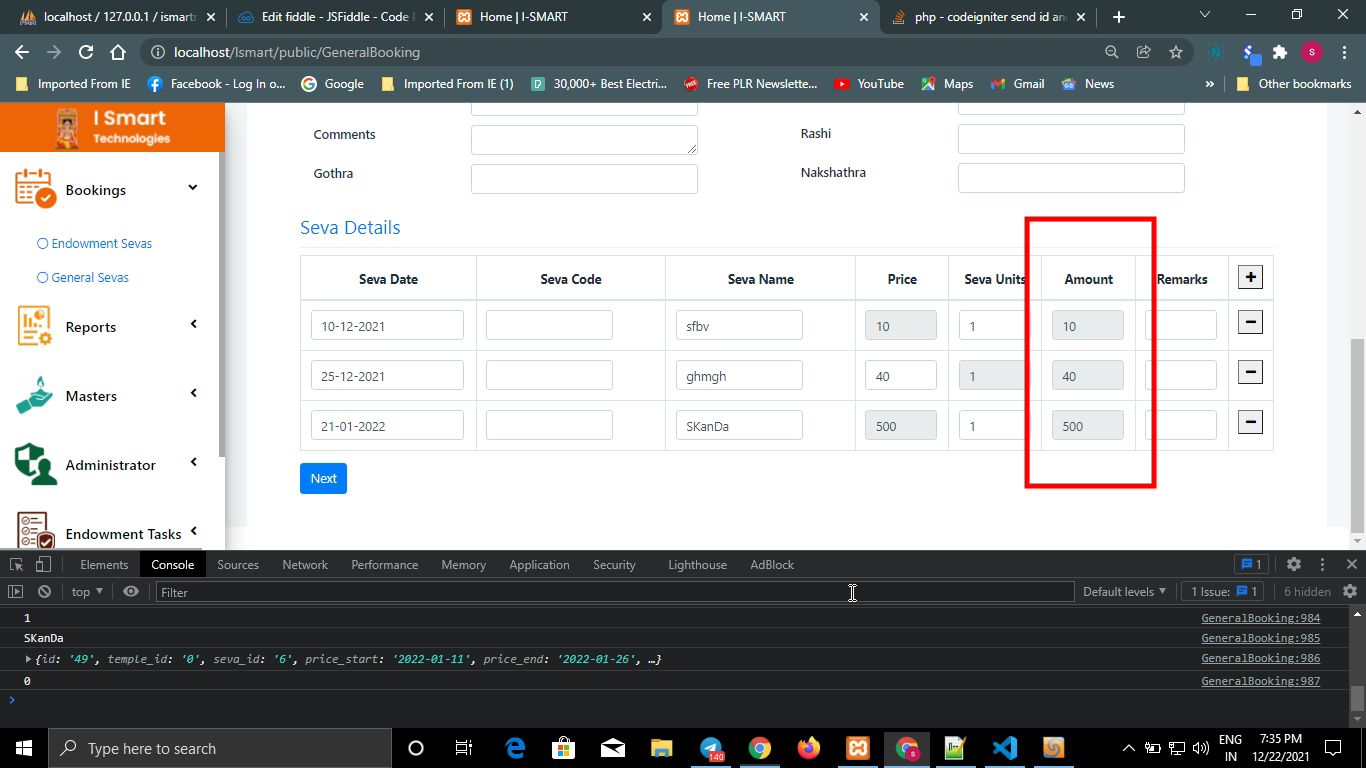 localhost / 127.0.0.1 / ismartn
Edit fiddle - JSFiddle - Code P
Home | I-SMART
Home | I-SMART
php - codeigniter send id an
localhost/Ismart/public/GeneralBooking
S
Imported From IE
Facebook - Log In o...
Google
Imported From IE (1)
30,000+ Best Electri...
Free PLR Newslette...
YouTube
Maps
Gmail
News
»
Other bookmarks
I Smart
Technologies
Bookings
Endowment Sevas
General Sevas
Reports
Masters
Administrator
Endowment Tasks
Comments
Rashi
Gothra
Nakshathra
Seva Details
Seva Date Seva Code Seva Name Price Seva Units Amount Remarks +
10-12-2021 sfbv 10 1 10 −
25-12-2021 ghmgh 40 1 40 −
21-01-2022 SKanDa 500 1 500 −
Next
Elements Console Sources Network Performance Memory Application Security Lighthouse AdBlock 1
top Filter Default levels 1 Issue: 1 6 hidden
1 GeneralBooking:984
SKanDa GeneralBooking:985
{id: '49', temple_id: '0', seva_id: '6', price_start: '2022-01-11', price_end: '2022-01-26', …} GeneralBooking:986
0 GeneralBooking:987
>
Type here to search
140
ENG
IN
7:35 PM
12/22/2021